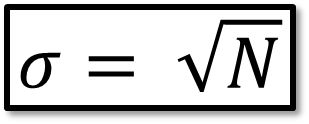 σ = √N